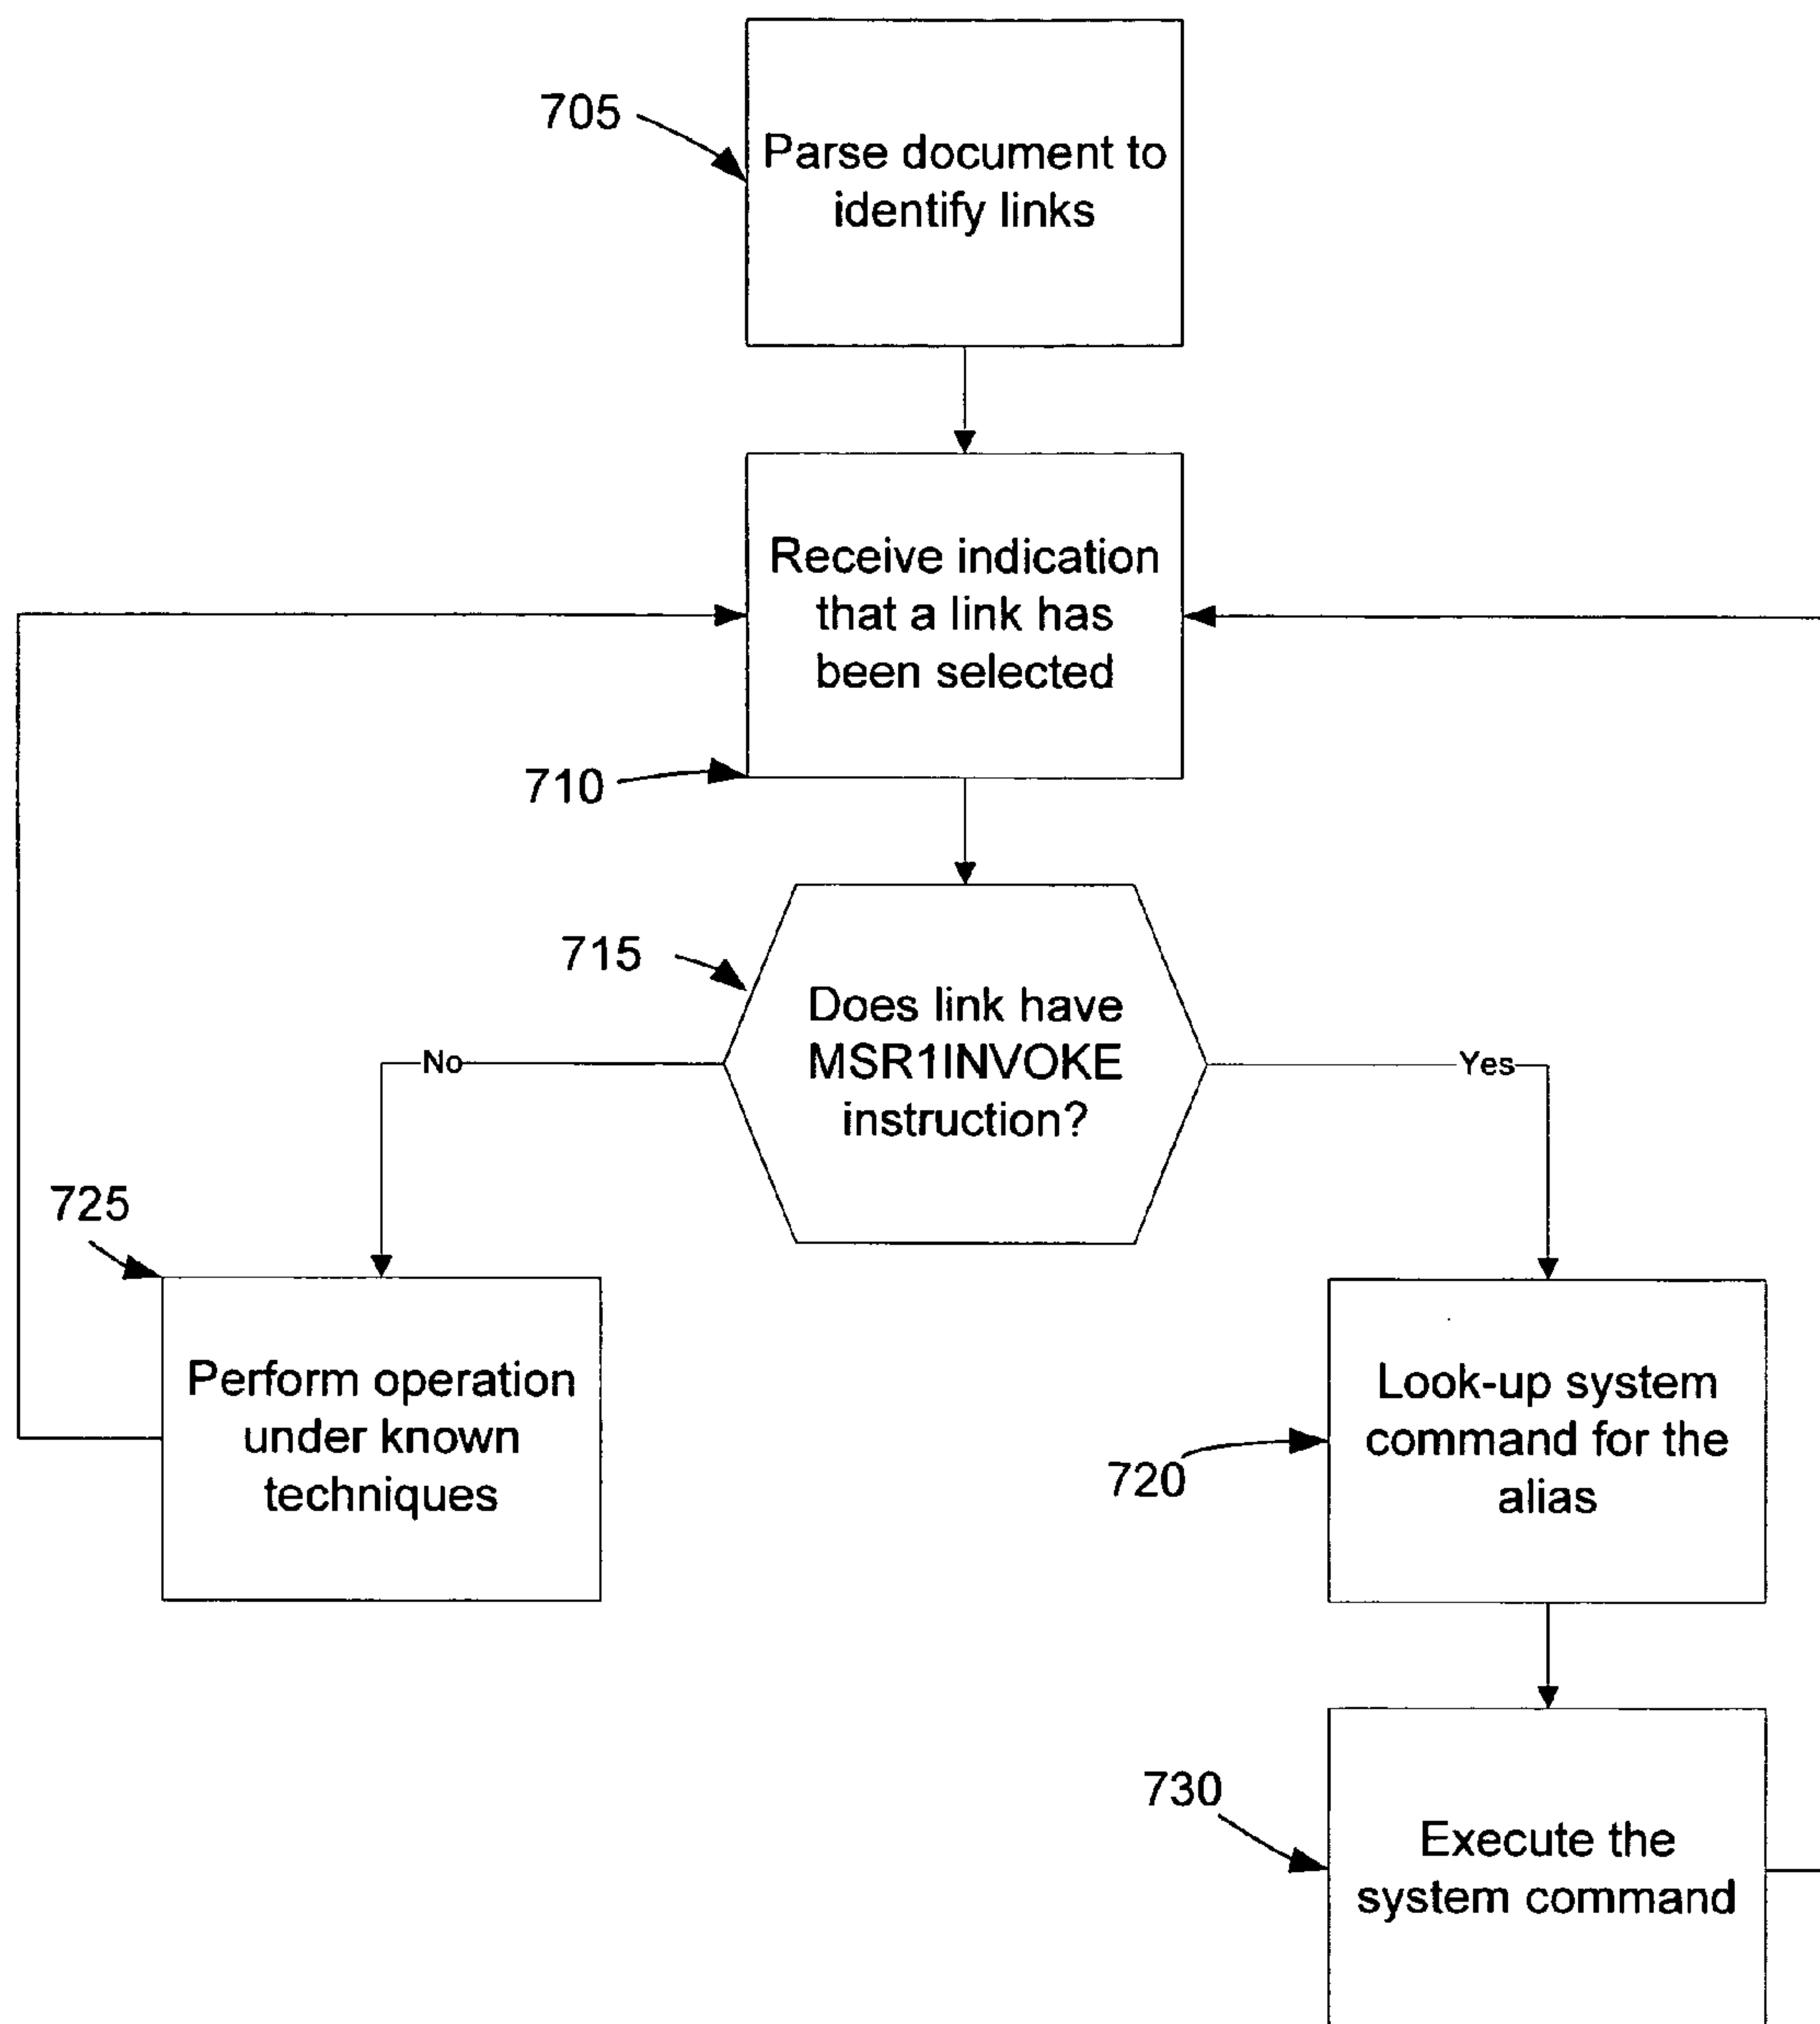 705
Parse document to
identify links
Receive indication
that a link has
been selected
710
715
Does link have
MSR1INVOKE
instruction?
No
Yes
725
Perform operation
under known
techniques
Look-up system
command for the
alias
720
730
Execute the
system command